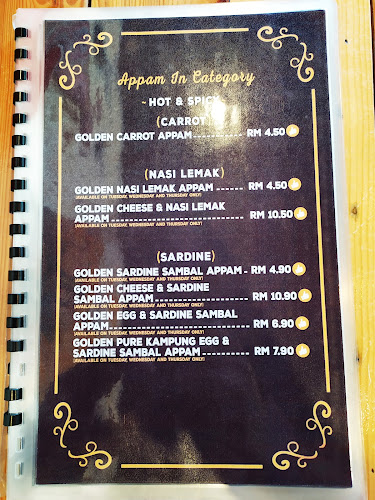 Appam In Category
~ HOT & SPICY
(CARROT)
GOLDEN CARROT APPAM ------------ RM 4.50
(NASI LEMAK)
GOLDEN NASI LEMAK APPAM ------ RM 4.50
(AVAILABLE ON TUESDAY, WEDNESDAY AND THURSDAY ONLY)
GOLDEN CHEESE & NASI LEMAK
APPAM ------------------------------ RM 10.50
(AVAILABLE ON TUESDAY, WEDNESDAY AND THURSDAY ONLY)
(SARDINE)
GOLDEN SARDINE SAMBAL APPAM - RM 4.90
(AVAILABLE ON TUESDAY, WEDNESDAY AND THURSDAY ONLY)
GOLDEN CHEESE & SARDINE
SAMBAL APPAM -------------------- RM 10.90
(AVAILABLE ON TUESDAY, WEDNESDAY AND THURSDAY ONLY)
GOLDEN EGG & SARDINE SAMBAL
APPAM ------------------------------ RM 6.90
(AVAILABLE ON TUESDAY, WEDNESDAY AND THURSDAY ONLY)
GOLDEN PURE KAMPUNG EGG &
SARDINE SAMBAL APPAM ---------- RM 7.90
(AVAILABLE ON TUESDAY, WEDNESDAY AND THURSDAY ONLY)